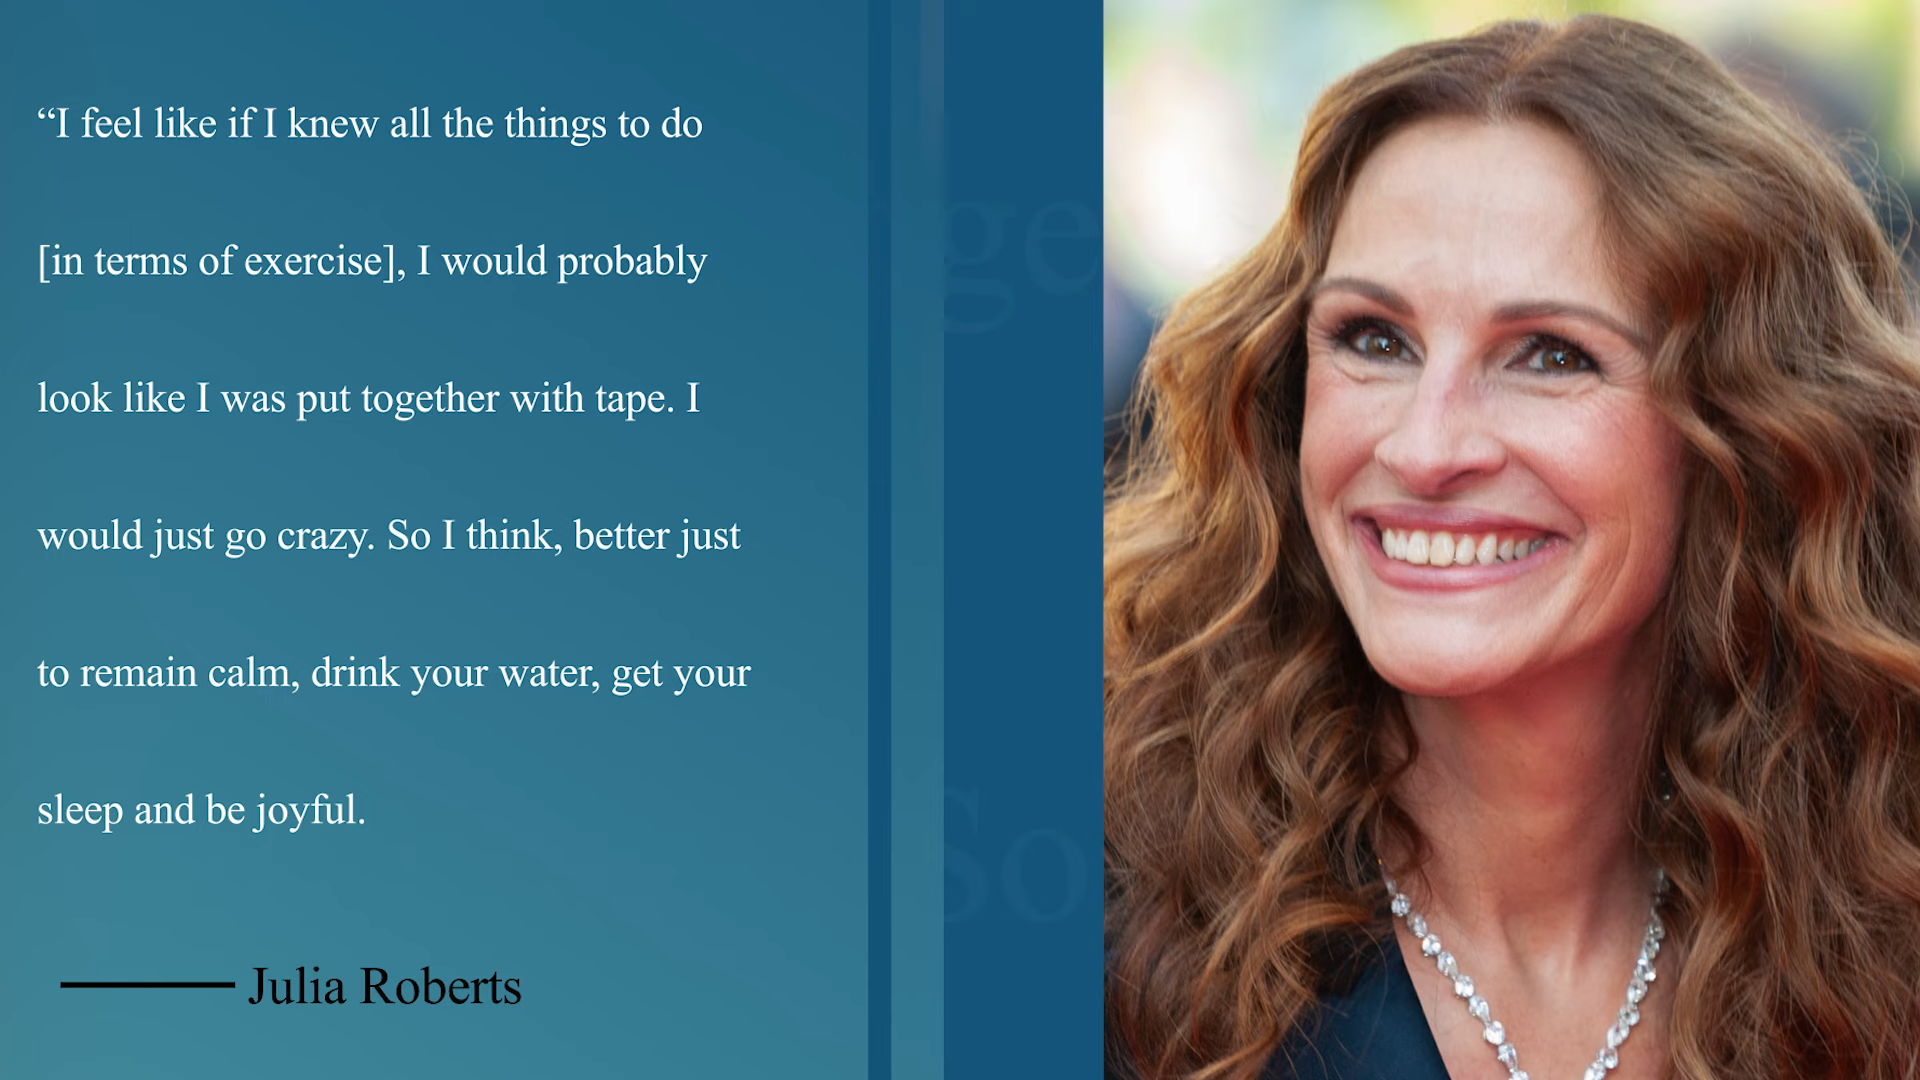 “I feel like if I knew all the things to do
[in terms of exercise], I would probably
look like I was put together with tape. I
would just go crazy. So I think, better just
to remain calm, drink your water, get your
sleep and be joyful.
Julia Roberts
ge
So